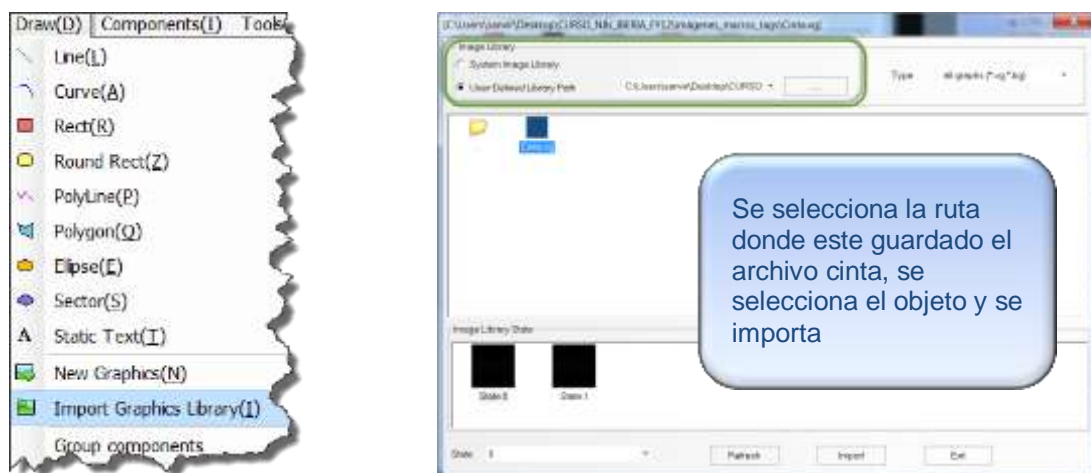 Draw(D) Components(I) Tools
Line(L)
Curve(A)
Rect(R)
Round Rect(Z)
PolyLine(P)
Polygon(Q)
Elipse(E)
Sector(S)
Static Text(T)
New Graphics(N)
Import Graphics Library(I)
Group components
Image Library
System Image Library
User Defined Library Path
Type
Se selecciona la ruta
donde este guardado el
archivo cinta, se
selecciona el objeto y se
importa
Image Library State
State 0
State 1
State 0
Refresh
Import
Exit